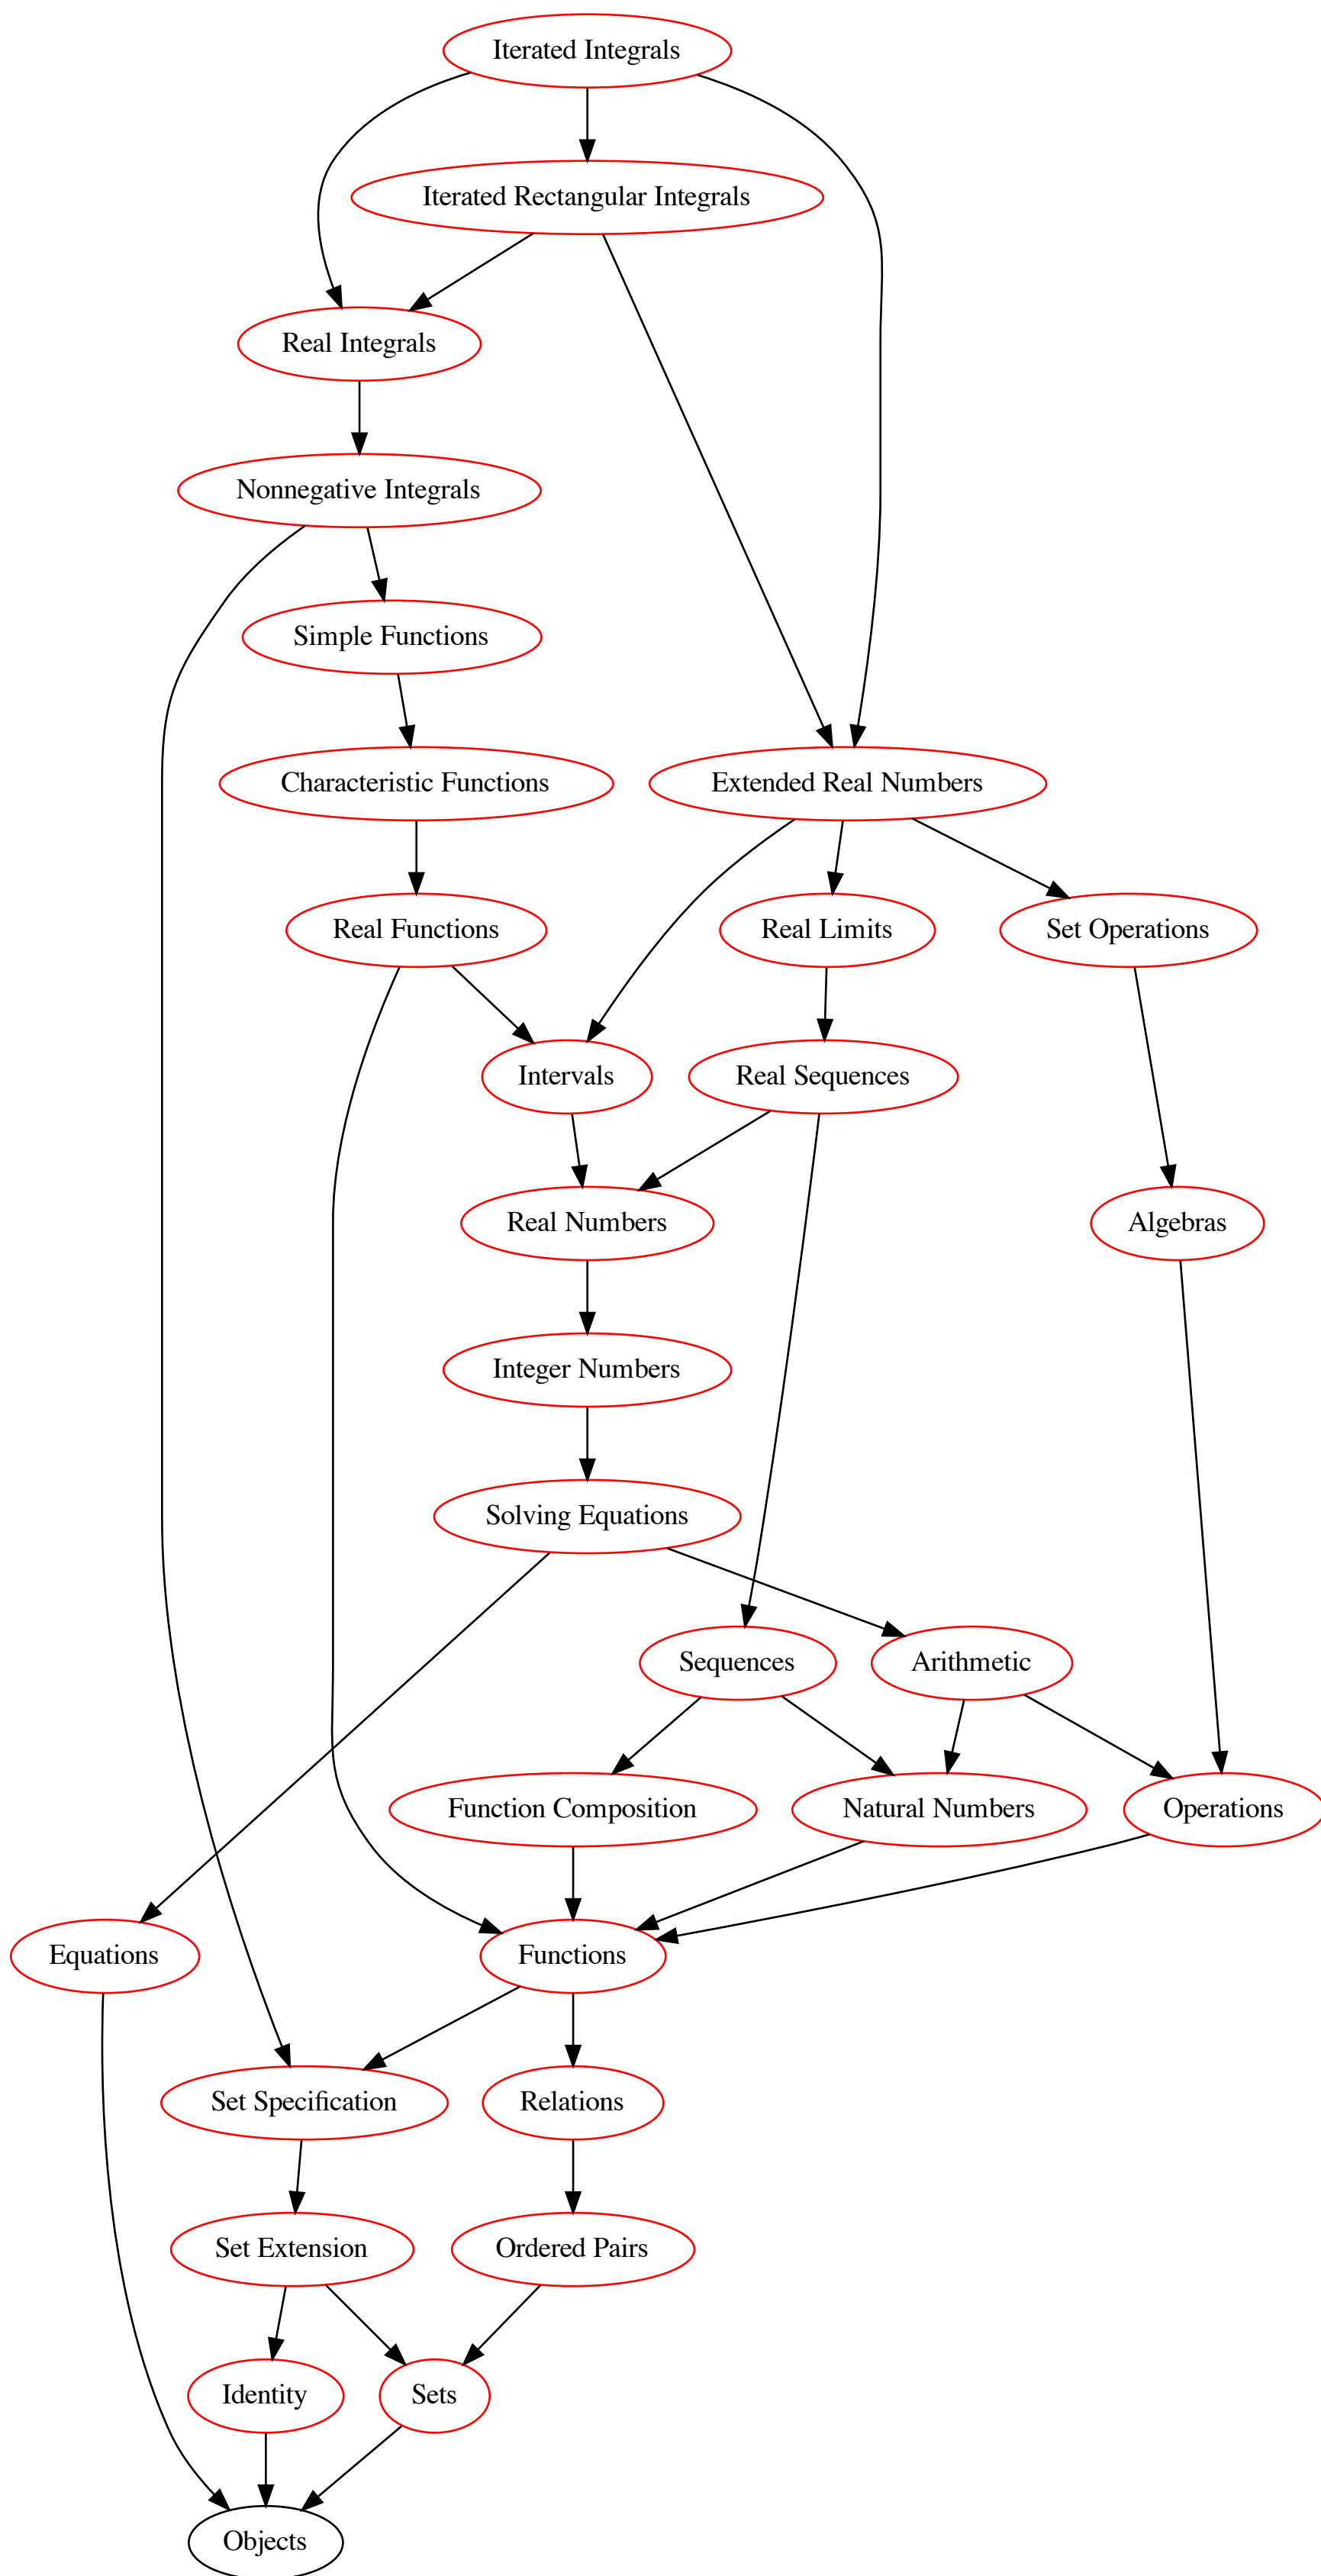 Iterated Integrals
Iterated Rectangular Integrals
Real Integrals
Nonnegative Integrals
Simple Functions
Characteristic Functions
Extended Real Numbers
Real Functions
Real Limits
Set Operations
Intervals
Real Sequences
Real Numbers
Algebras
Integer Numbers
Solving Equations
Sequences
Arithmetic
Function Composition
Natural Numbers
Operations
Equations
Functions
Set Specification
Relations
Set Extension
Ordered Pairs
Identity
Sets
Objects